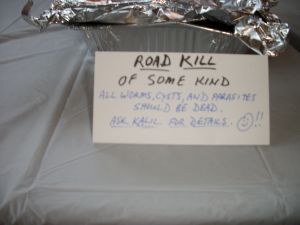 ROAD KILL
OF SOME KIND
ALL WORMS, CYSTS, AND PARASITES
SHOULD BE DEAD.
ASK KALIL FOR DETAILS. ☺!!